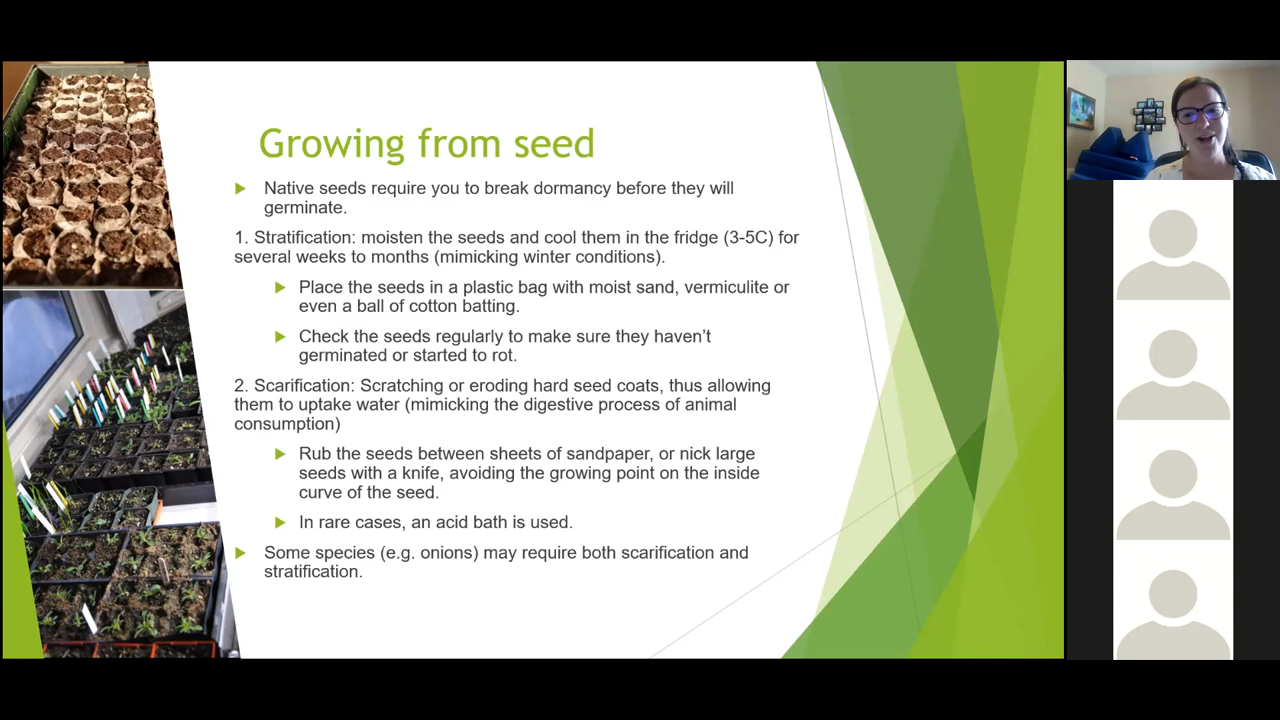 Growing from seed
Native seeds require you to break dormancy before they will
germinate.
1. Stratification: moisten the seeds and cool them in the fridge (3-5C) for
several weeks to months (mimicking winter conditions).
Place the seeds in a plastic bag with moist sand, vermiculite or
even a ball of cotton batting.
Check the seeds regularly to make sure they haven’t
germinated or started to rot.
2. Scarification: Scratching or eroding hard seed coats, thus allowing
them to uptake water (mimicking the digestive process of animal
consumption)
Rub the seeds between sheets of sandpaper, or nick large
seeds with a knife, avoiding the growing point on the inside
curve of the seed.
In rare cases, an acid bath is used.
Some species (e.g. onions) may require both scarification and
stratification.